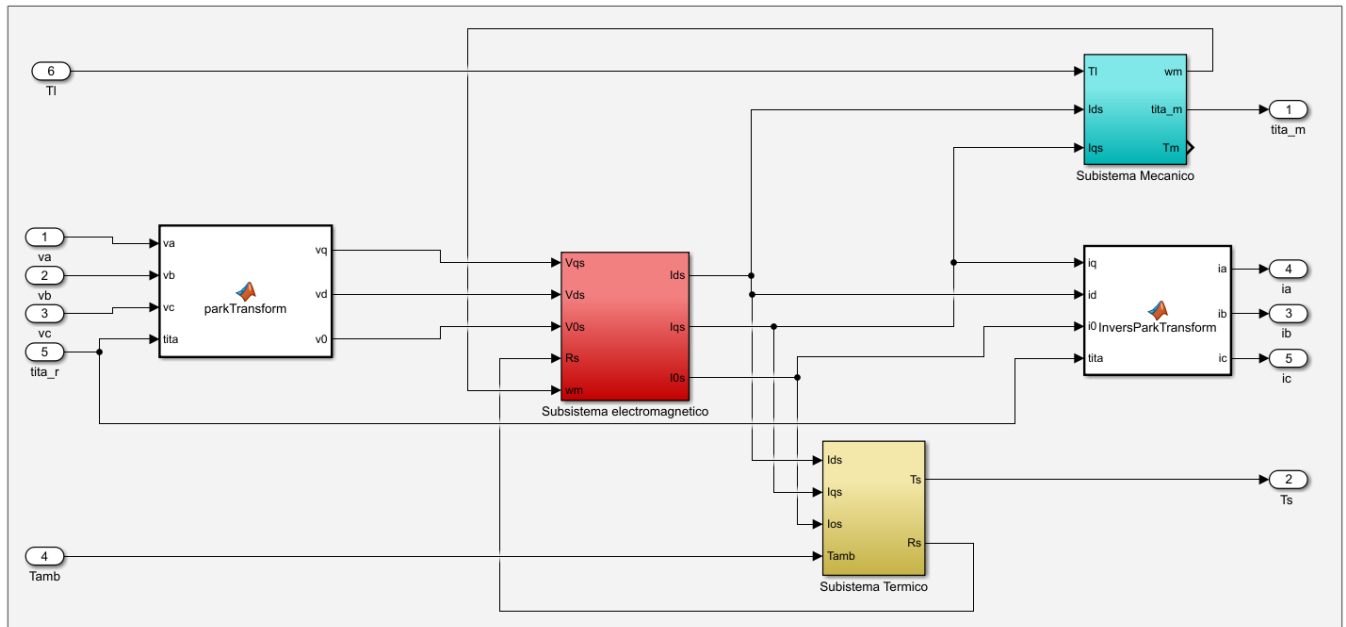 6
Tl
Tl
Ids
Iqs
wm
tita_m
Tm
Subistema Mecanico
1
tita_m
1
va
2
vb
3
vc
5
tita_r
va
vb
vc
tita
parkTransform
vq
vd
v0
Vqs
Vds
V0s
Rs
wm
Ids
Iqs
I0s
Subsistema electromagnetico
iq
id
i0
tita
InversParkTransform
ia
ib
ic
4
ia
3
ib
5
ic
Ids
Iqs
Ios
Tamb
Ts
Rs
Subistema Termico
2
Ts
4
Tamb